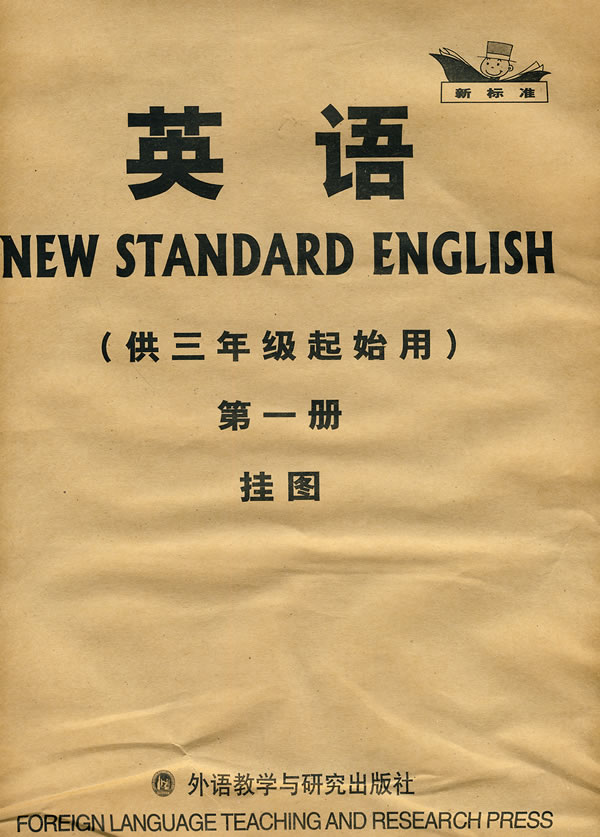 新标准
英语
NEW STANDARD ENGLISH
(供三年级起始用)
第一册
挂图
外语教学与研究出版社
FOREIGN LANGUAGE TEACHING AND RESEARCH PRESS